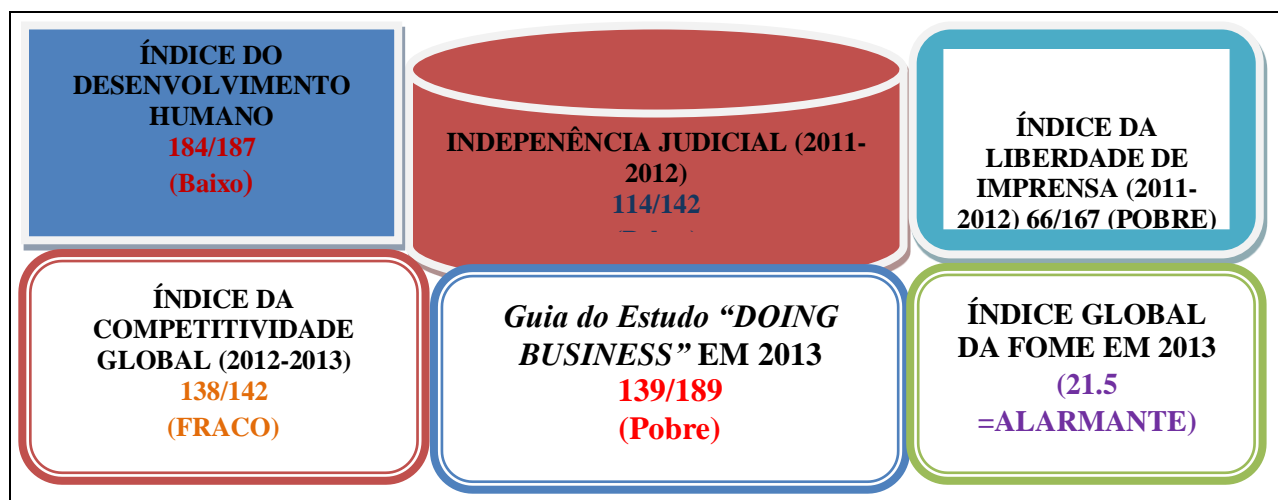 ÍNDICE DO
DESENVOLVIMENTO
HUMANO
184/187
(Baixo)
INDEPENÊNCIA JUDICIAL (2011-
2012)
114/142
ÍNDICE DA
LIBERDADE DE
IMPRENSA (2011-
2012) 66/167 (POBRE)
ÍNDICE DA
COMPETITIVIDADE
GLOBAL (2012-2013)
138/142
(FRACO)
Guia do Estudo “DOING
BUSINESS” EM 2013
139/189
(Pobre)
ÍNDICE GLOBAL
DA FOME EM 2013
(21.5
=ALARMANTE)